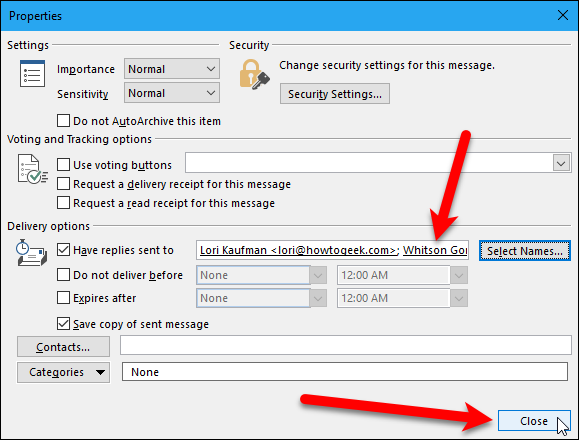 Properties
Settings
Security
Importance Normal
Change security settings for this message.
Sensitivity Normal
Security Settings...
Do not AutoArchive this item
Voting and Tracking options
Use voting buttons
Request a delivery receipt for this message
Request a read receipt for this message
Delivery options
Have replies sent to Lori Kaufman <lori@howtogeek.com>; Whitson Select Names...
Do not deliver before None 12:00 AM
Expires after None 12:00 AM
Save copy of sent message
Contacts...
Categories None
Close